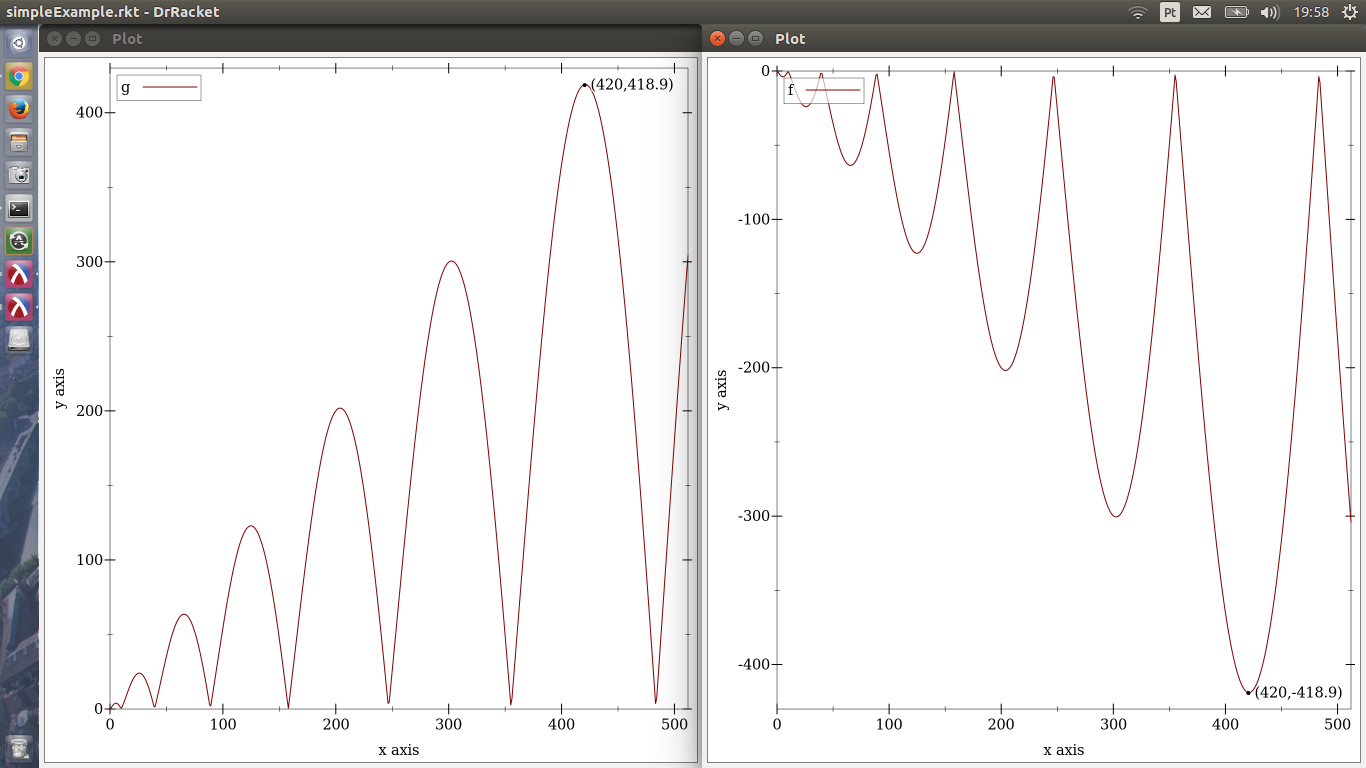 simpleExample.rkt - DrRacket
Pt
19:58
Plot
g
(420,418.9)
400
300
200
100
0
y axis
0 100 200 300 400 500
x axis
Plot
f
0
-100
-200
-300
-400
y axis
(420,-418.9)
0 100 200 300 400 500
x axis